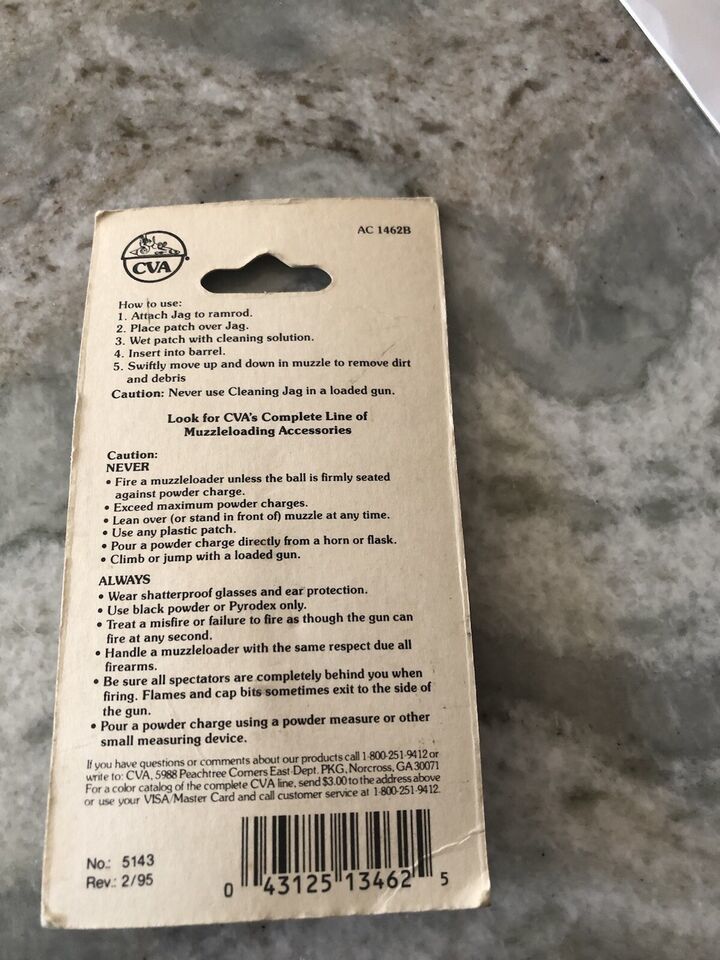 CVA
AC 1462B
How to use:
1. Attach Jag to ramrod.
2. Place patch over Jag.
3. Wet patch with cleaning solution.
4. Insert into barrel.
5. Swiftly move up and down in muzzle to remove dirt
and debris
Caution: Never use Cleaning Jag in a loaded gun.
Look for CVA's Complete Line of
Muzzleloading Accessories
Caution:
NEVER
• Fire a muzzleloader unless the ball is firmly seated
against powder charge.
• Exceed maximum powder charges.
• Lean over (or stand in front of) muzzle at any time.
• Use any plastic patch.
• Pour a powder charge directly from a horn or flask.
• Climb or jump with a loaded gun.
ALWAYS
• Wear shatterproof glasses and ear protection.
• Use black powder or Pyrodex only.
• Treat a misfire or failure to fire as though the gun can
fire at any second.
• Handle a muzzleloader with the same respect due all
firearms.
• Be sure all spectators are completely behind you when
firing. Flames and cap bits sometimes exit to the side of
the gun.
• Pour a powder charge using a powder measure or other
small measuring device.
If you have questions or comments about our products call 1-800-251-9412 or
write to: CVA, 5988 Peachtree Corners East-Dept. PKG, Norcross, GA 30071
For a color catalog of the complete CVA line, send $3.00 to the address above
or use your VISA/Master Card and call customer service at 1-800-251-9412.
No.: 5143
Rev.: 2/95
0 43125 13462 5